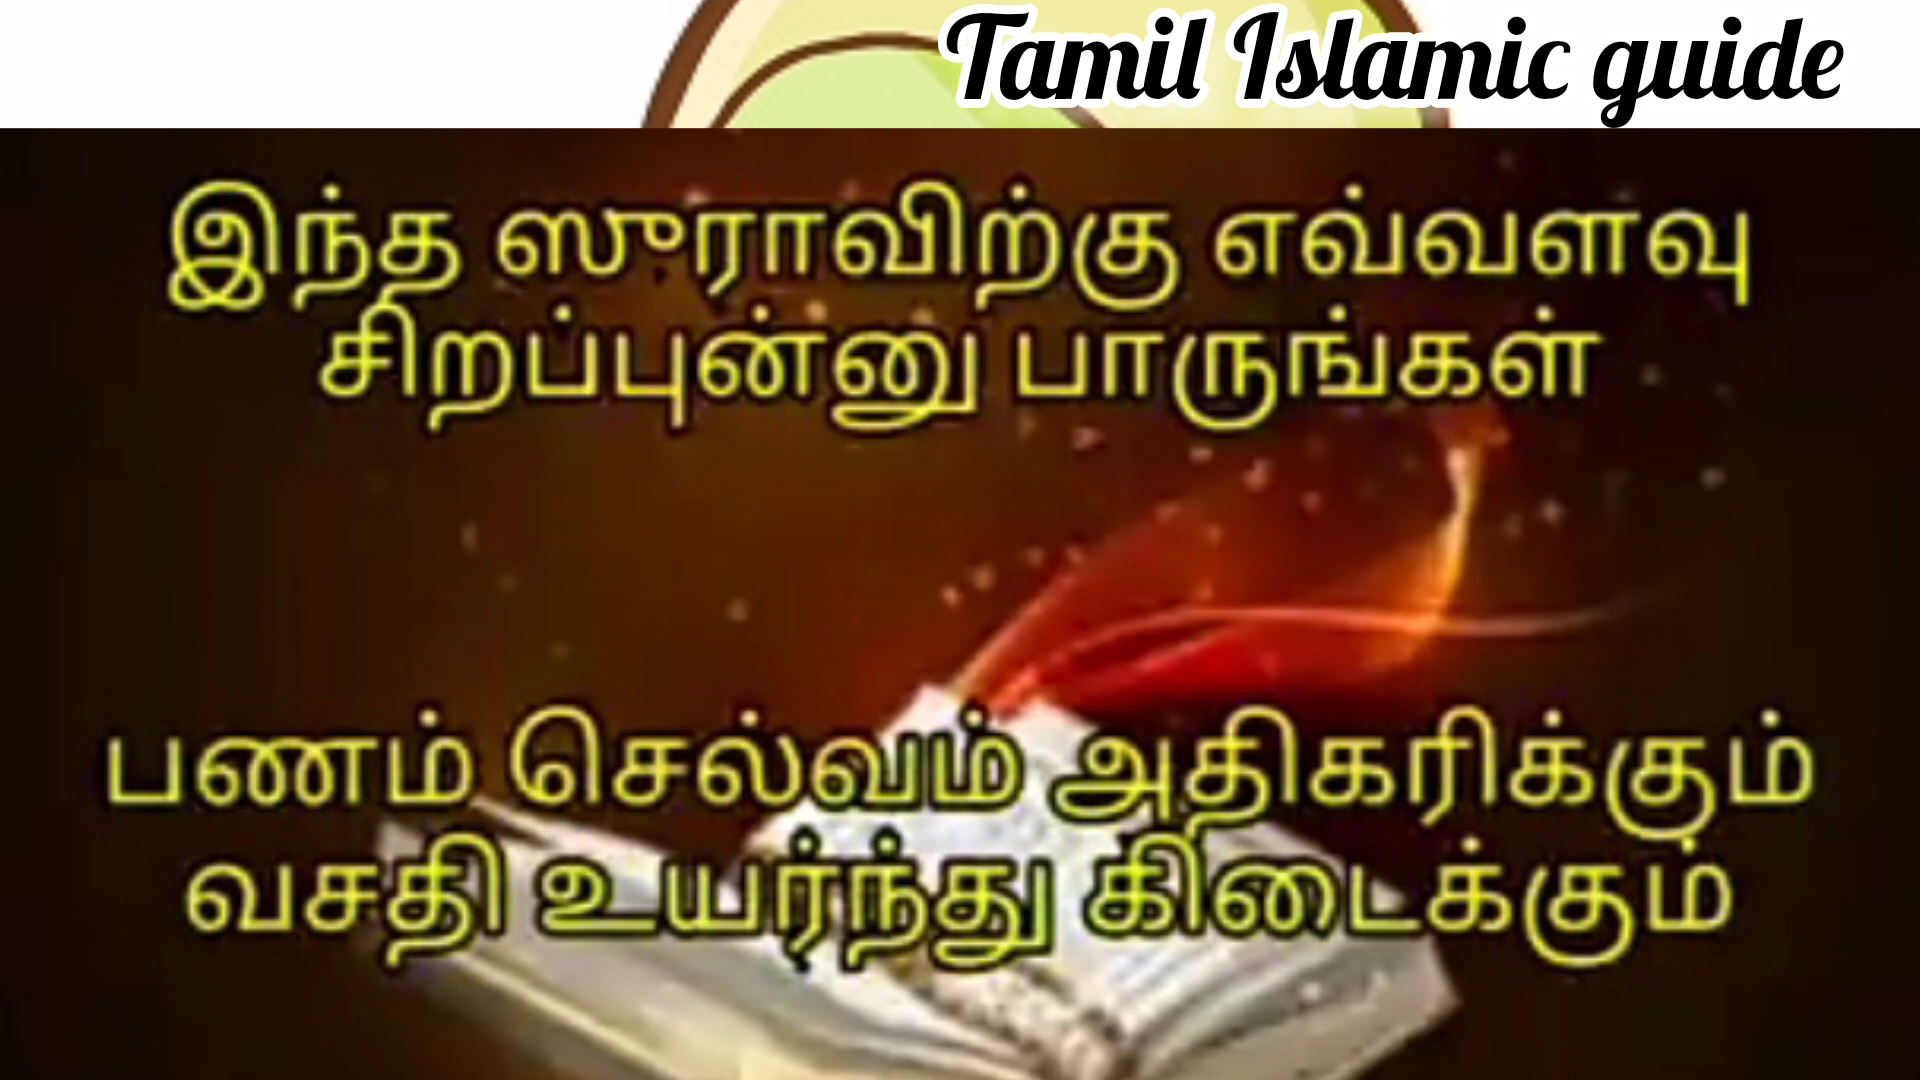 Tamil Islamic guide
இந்த ஸுராவிற்கு எவ்வளவு
சிறப்புன்னு பாருங்கள்
பணம் செல்வம் அதிகரிக்கும்
வசதி உயர்ந்து கிடைக்கும்